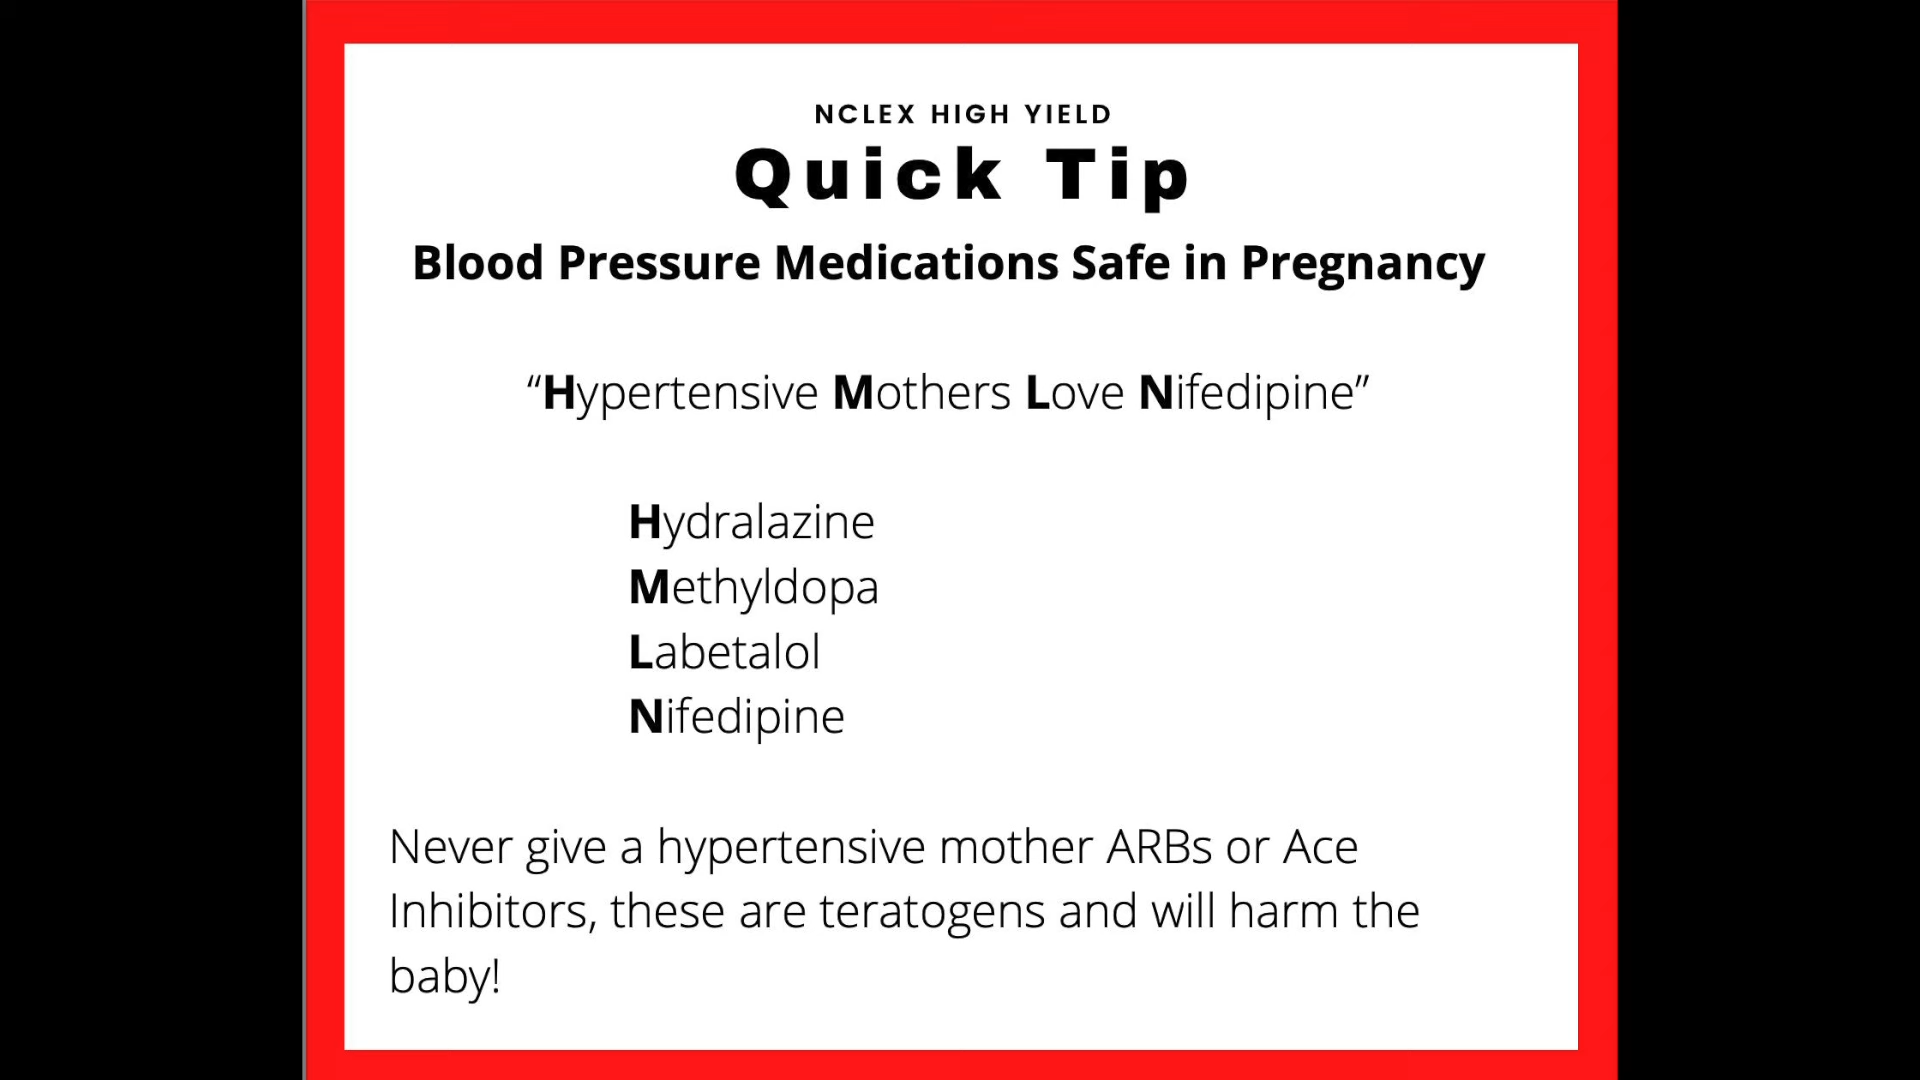 NCLEX HIGH YIELD
Quick Tip
Blood Pressure Medications Safe in Pregnancy
“Hypertensive Mothers Love Nifedipine”
Hydralazine
Methyldopa
Labetalol
Nifedipine
Never give a hypertensive mother ARBs or Ace
Inhibitors, these are teratogens and will harm the
baby!